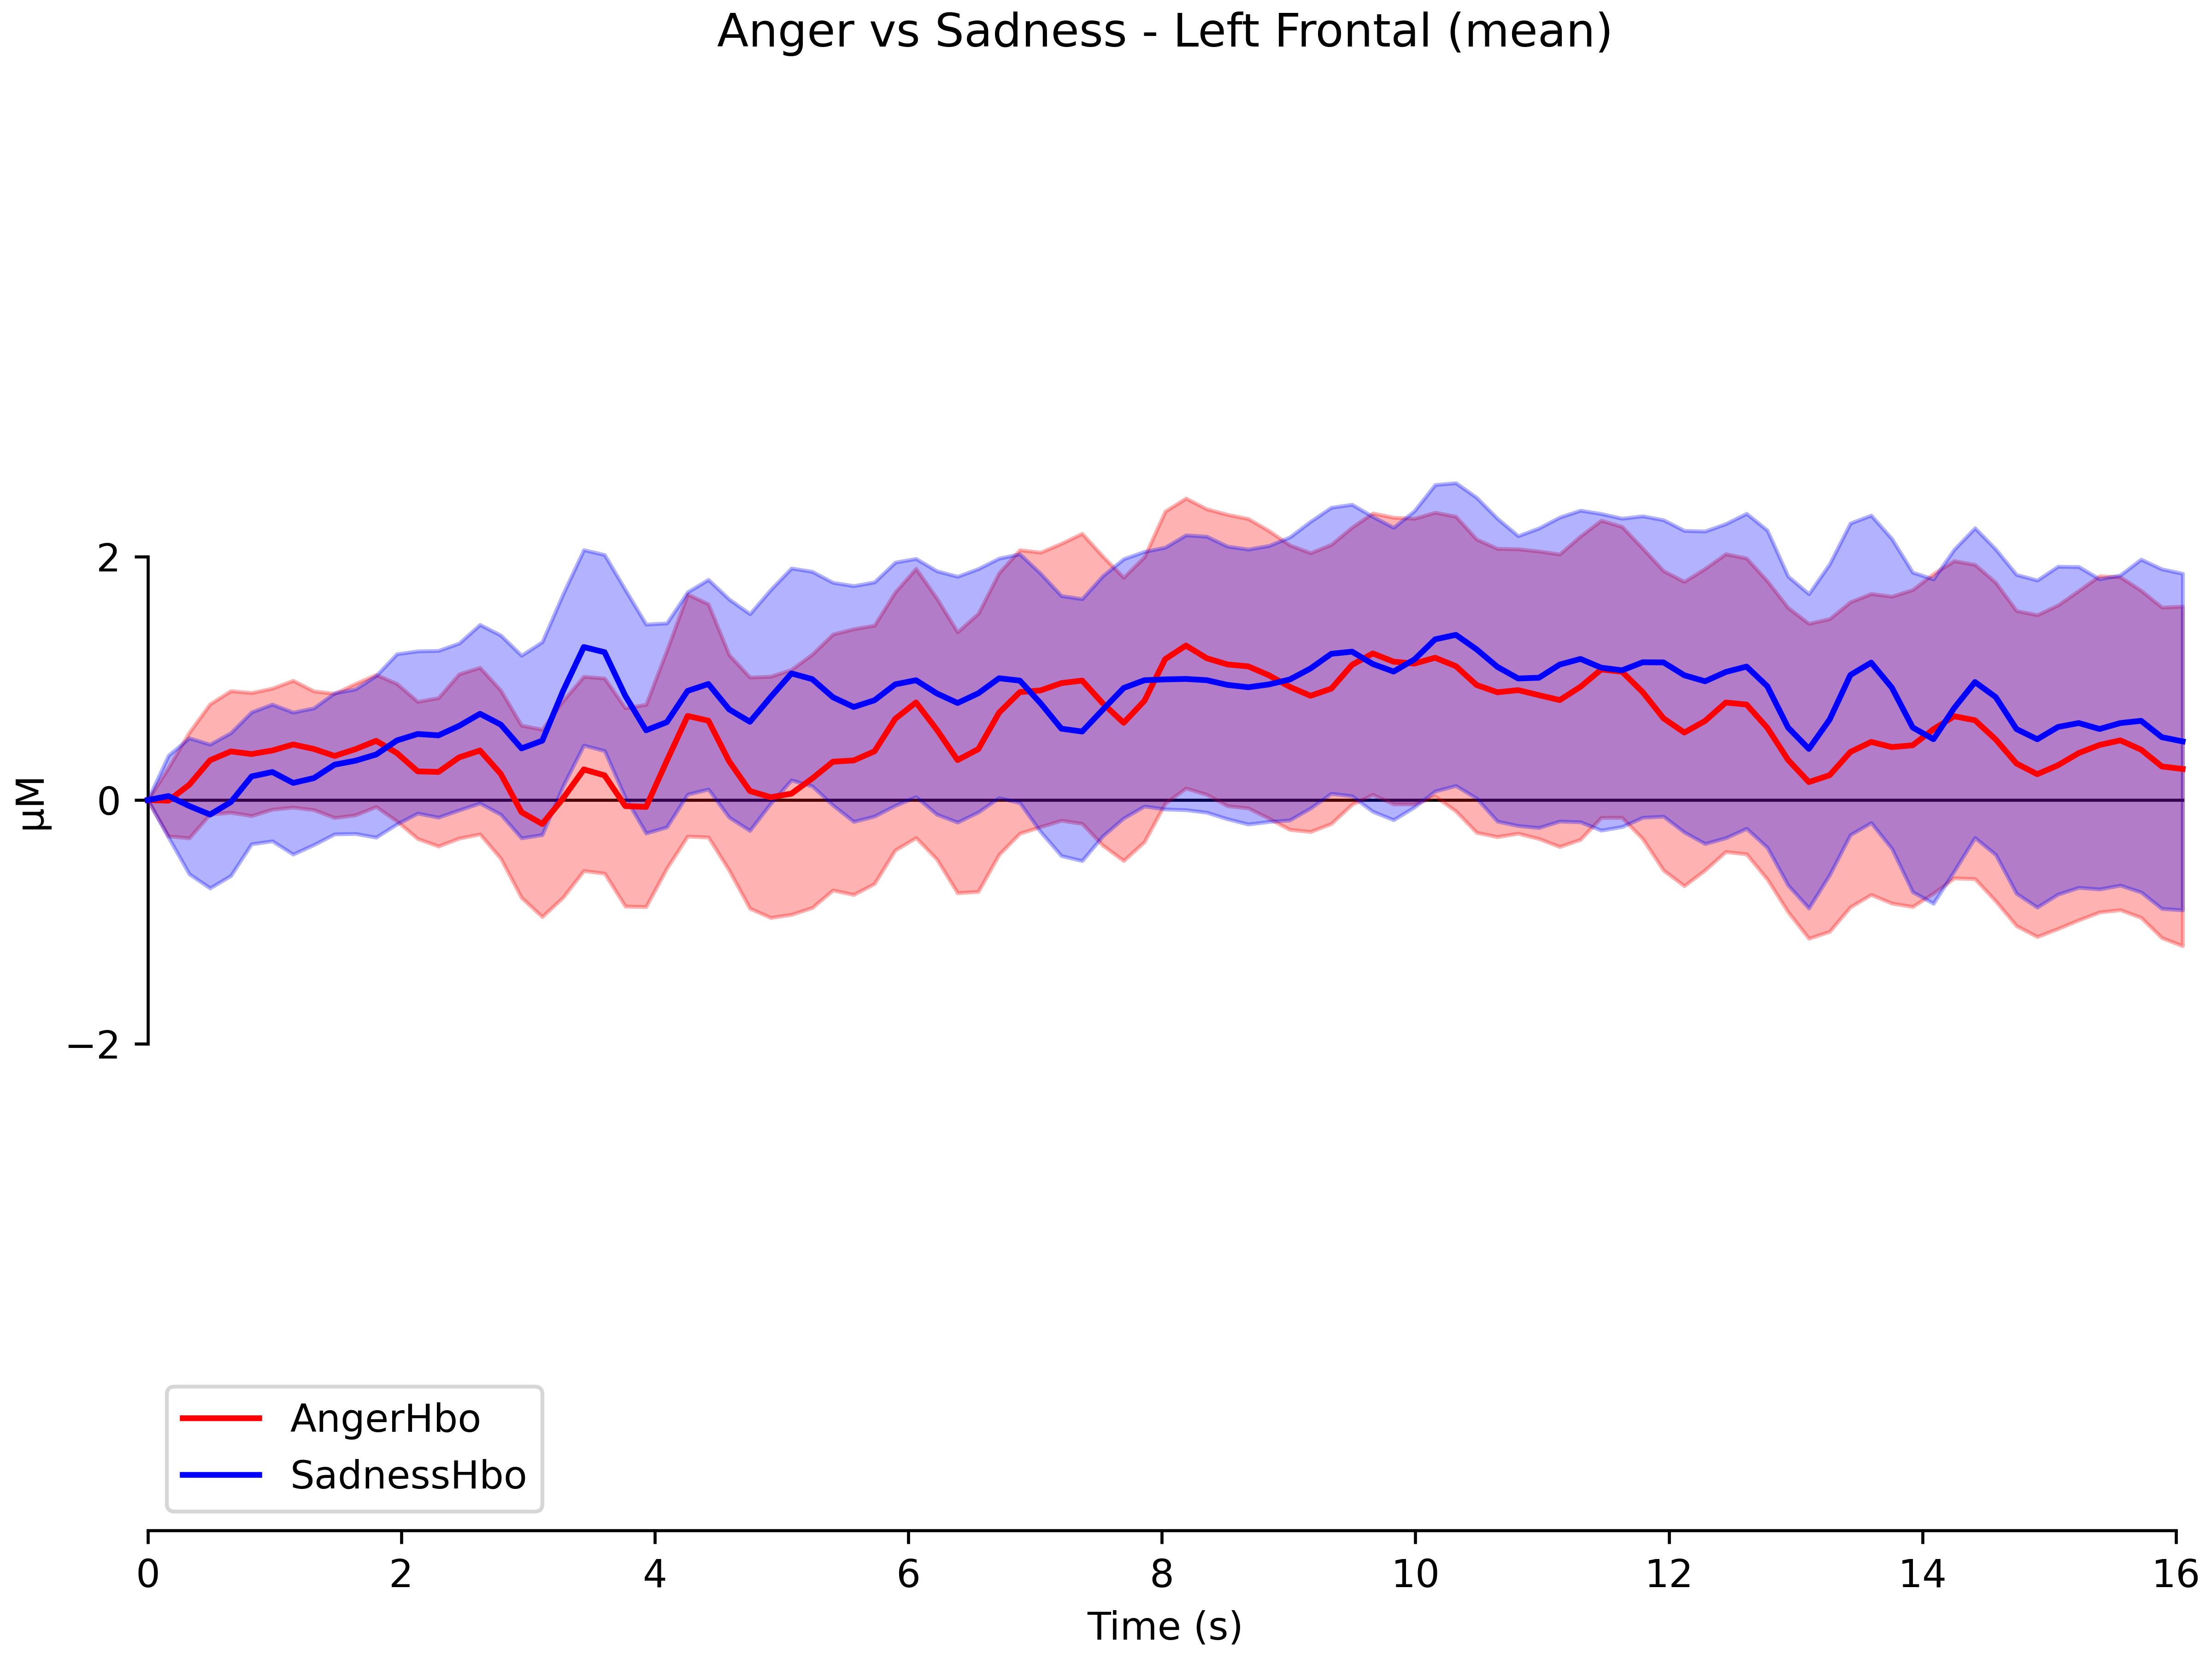 Anger vs Sadness - Left Frontal (mean)
2
0
−2
µM
AngerHbo
SadnessHbo
0 2 4 6 8 10 12 14 16
Time (s)